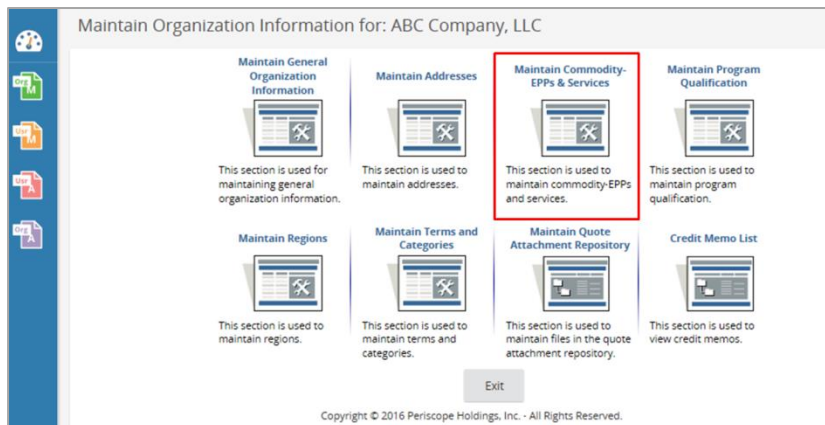 Maintain Organization Information for: ABC Company, LLC
Org
M
Usr
M
Usr
A
Org
A
Maintain General
Organization
Information
This section is used for
maintaining general
organization information.
Maintain Addresses
This section is used to
maintain addresses.
Maintain Commodity-
EPPs & Services
This section is used to
maintain commodity-EPPs
and services.
Maintain Program
Qualification
This section is used to
maintain program
qualification.
Maintain Regions
This section is used to
maintain regions.
Maintain Terms and
Categories
This section is used to
maintain terms and
categories.
Maintain Quote
Attachment Repository
This section is used to
maintain files in the quote
attachment repository.
Credit Memo List
This section is used to
view credit memos.
Exit
Copyright © 2016 Periscope Holdings, Inc. - All Rights Reserved.